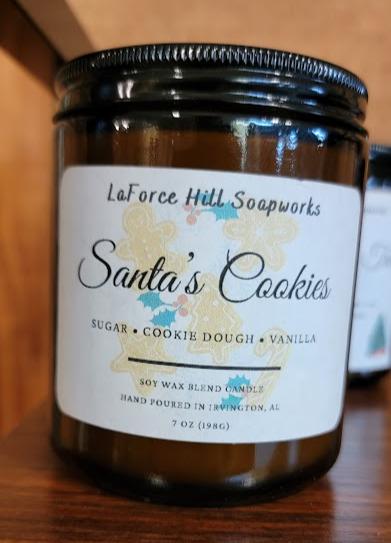 LaForce Hill Soapworks
Santa's Cookies
SUGAR • COOKIE DOUGH • VANILLA
SOY WAX BLEND CANDLE
HAND POURED IN IRVINGTON, AL
7 OZ (198G)